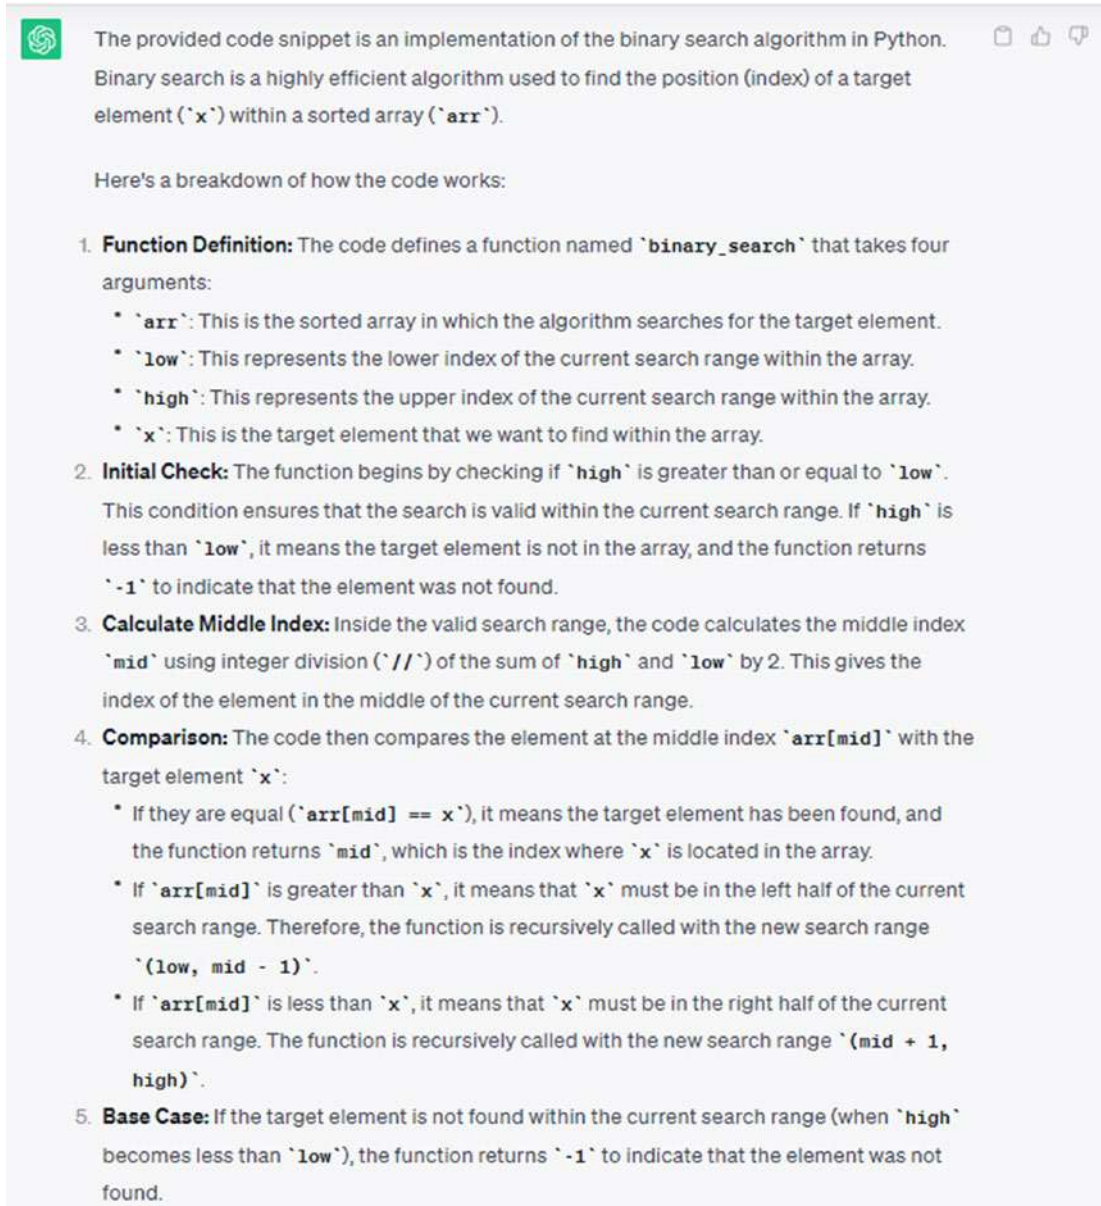 The provided code snippet is an implementation of the binary search algorithm in Python.
Binary search is a highly efficient algorithm used to find the position (index) of a target
element (`x`) within a sorted array (`arr`).
Here's a breakdown of how the code works:
1. Function Definition: The code defines a function named `binary_search` that takes four
arguments:
• `arr`: This is the sorted array in which the algorithm searches for the target element.
• `low`: This represents the lower index of the current search range within the array.
• `high`: This represents the upper index of the current search range within the array.
• `x`: This is the target element that we want to find within the array.
2. Initial Check: The function begins by checking if `high` is greater than or equal to `low`.
This condition ensures that the search is valid within the current search range. If `high` is
less than `low`, it means the target element is not in the array, and the function returns
`-1` to indicate that the element was not found.
3. Calculate Middle Index: Inside the valid search range, the code calculates the middle index
`mid` using integer division (`//`) of the sum of `high` and `low` by 2. This gives the
index of the element in the middle of the current search range.
4. Comparison: The code then compares the element at the middle index `arr[mid]` with the
target element `x`:
• If they are equal (`arr[mid] == x`), it means the target element has been found, and
the function returns `mid`, which is the index where `x` is located in the array.
• If `arr[mid]` is greater than `x`, it means that `x` must be in the left half of the current
search range. Therefore, the function is recursively called with the new search range
`(low, mid - 1)`.
• If `arr[mid]` is less than `x`, it means that `x` must be in the right half of the current
search range. The function is recursively called with the new search range `(mid + 1,
high)`.
5. Base Case: If the target element is not found within the current search range (when `high`
becomes less than `low`), the function returns `-1` to indicate that the element was not
found.